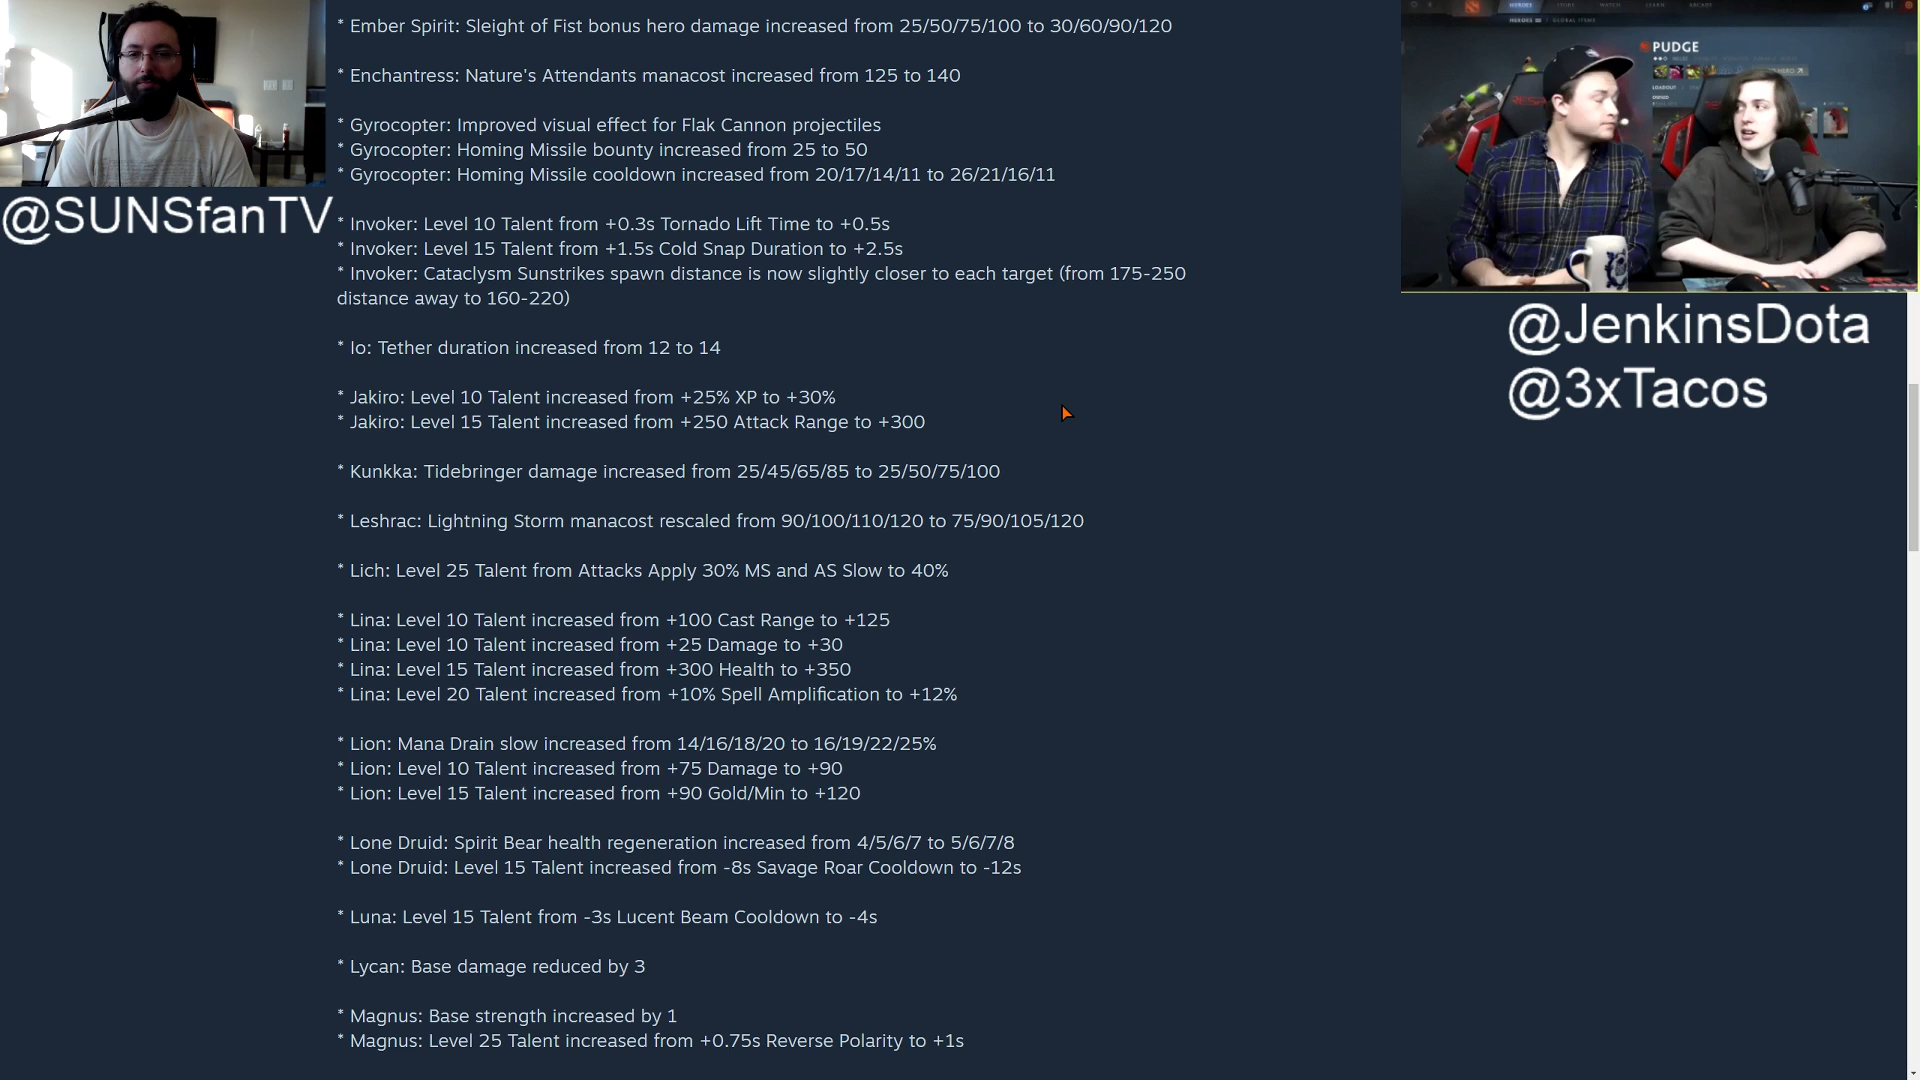 * Ember Spirit: Sleight of Fist bonus hero damage increased from 25/50/75/100 to 30/60/90/120
* Enchantress: Nature's Attendants manacost increased from 125 to 140
* Gyrocopter: Improved visual effect for Flak Cannon projectiles
* Gyrocopter: Homing Missile bounty increased from 25 to 50
* Gyrocopter: Homing Missile cooldown increased from 20/17/14/11 to 26/21/16/11
* Invoker: Level 10 Talent from +0.3s Tornado Lift Time to +0.5s
* Invoker: Level 15 Talent from +1.5s Cold Snap Duration to +2.5s
* Invoker: Cataclysm Sunstrikes spawn distance is now slightly closer to each target (from 175-250
distance away to 160-220)
* Io: Tether duration increased from 12 to 14
* Jakiro: Level 10 Talent increased from +25% XP to +30%
* Jakiro: Level 15 Talent increased from +250 Attack Range to +300
* Kunkka: Tidebringer damage increased from 25/45/65/85 to 25/50/75/100
* Leshrac: Lightning Storm manacost rescaled from 90/100/110/120 to 75/90/105/120
* Lich: Level 25 Talent from Attacks Apply 30% MS and AS Slow to 40%
* Lina: Level 10 Talent increased from +100 Cast Range to +125
* Lina: Level 10 Talent increased from +25 Damage to +30
* Lina: Level 15 Talent increased from +300 Health to +350
* Lina: Level 20 Talent increased from +10% Spell Amplification to +12%
* Lion: Mana Drain slow increased from 14/16/18/20 to 16/19/22/25%
* Lion: Level 10 Talent increased from +75 Damage to +90
* Lion: Level 15 Talent increased from +90 Gold/Min to +120
* Lone Druid: Spirit Bear health regeneration increased from 4/5/6/7 to 5/6/7/8
* Lone Druid: Level 15 Talent increased from -8s Savage Roar Cooldown to -12s
* Luna: Level 15 Talent from -3s Lucent Beam Cooldown to -4s
* Lycan: Base damage reduced by 3
* Magnus: Base strength increased by 1
* Magnus: Level 25 Talent increased from +0.75s Reverse Polarity to +1s
@SUNSfanTV
HEROES
HEROES
GLOBAL ITEMS
PUDGE
LOADOUT
@JenkinsDota
@3xTacos